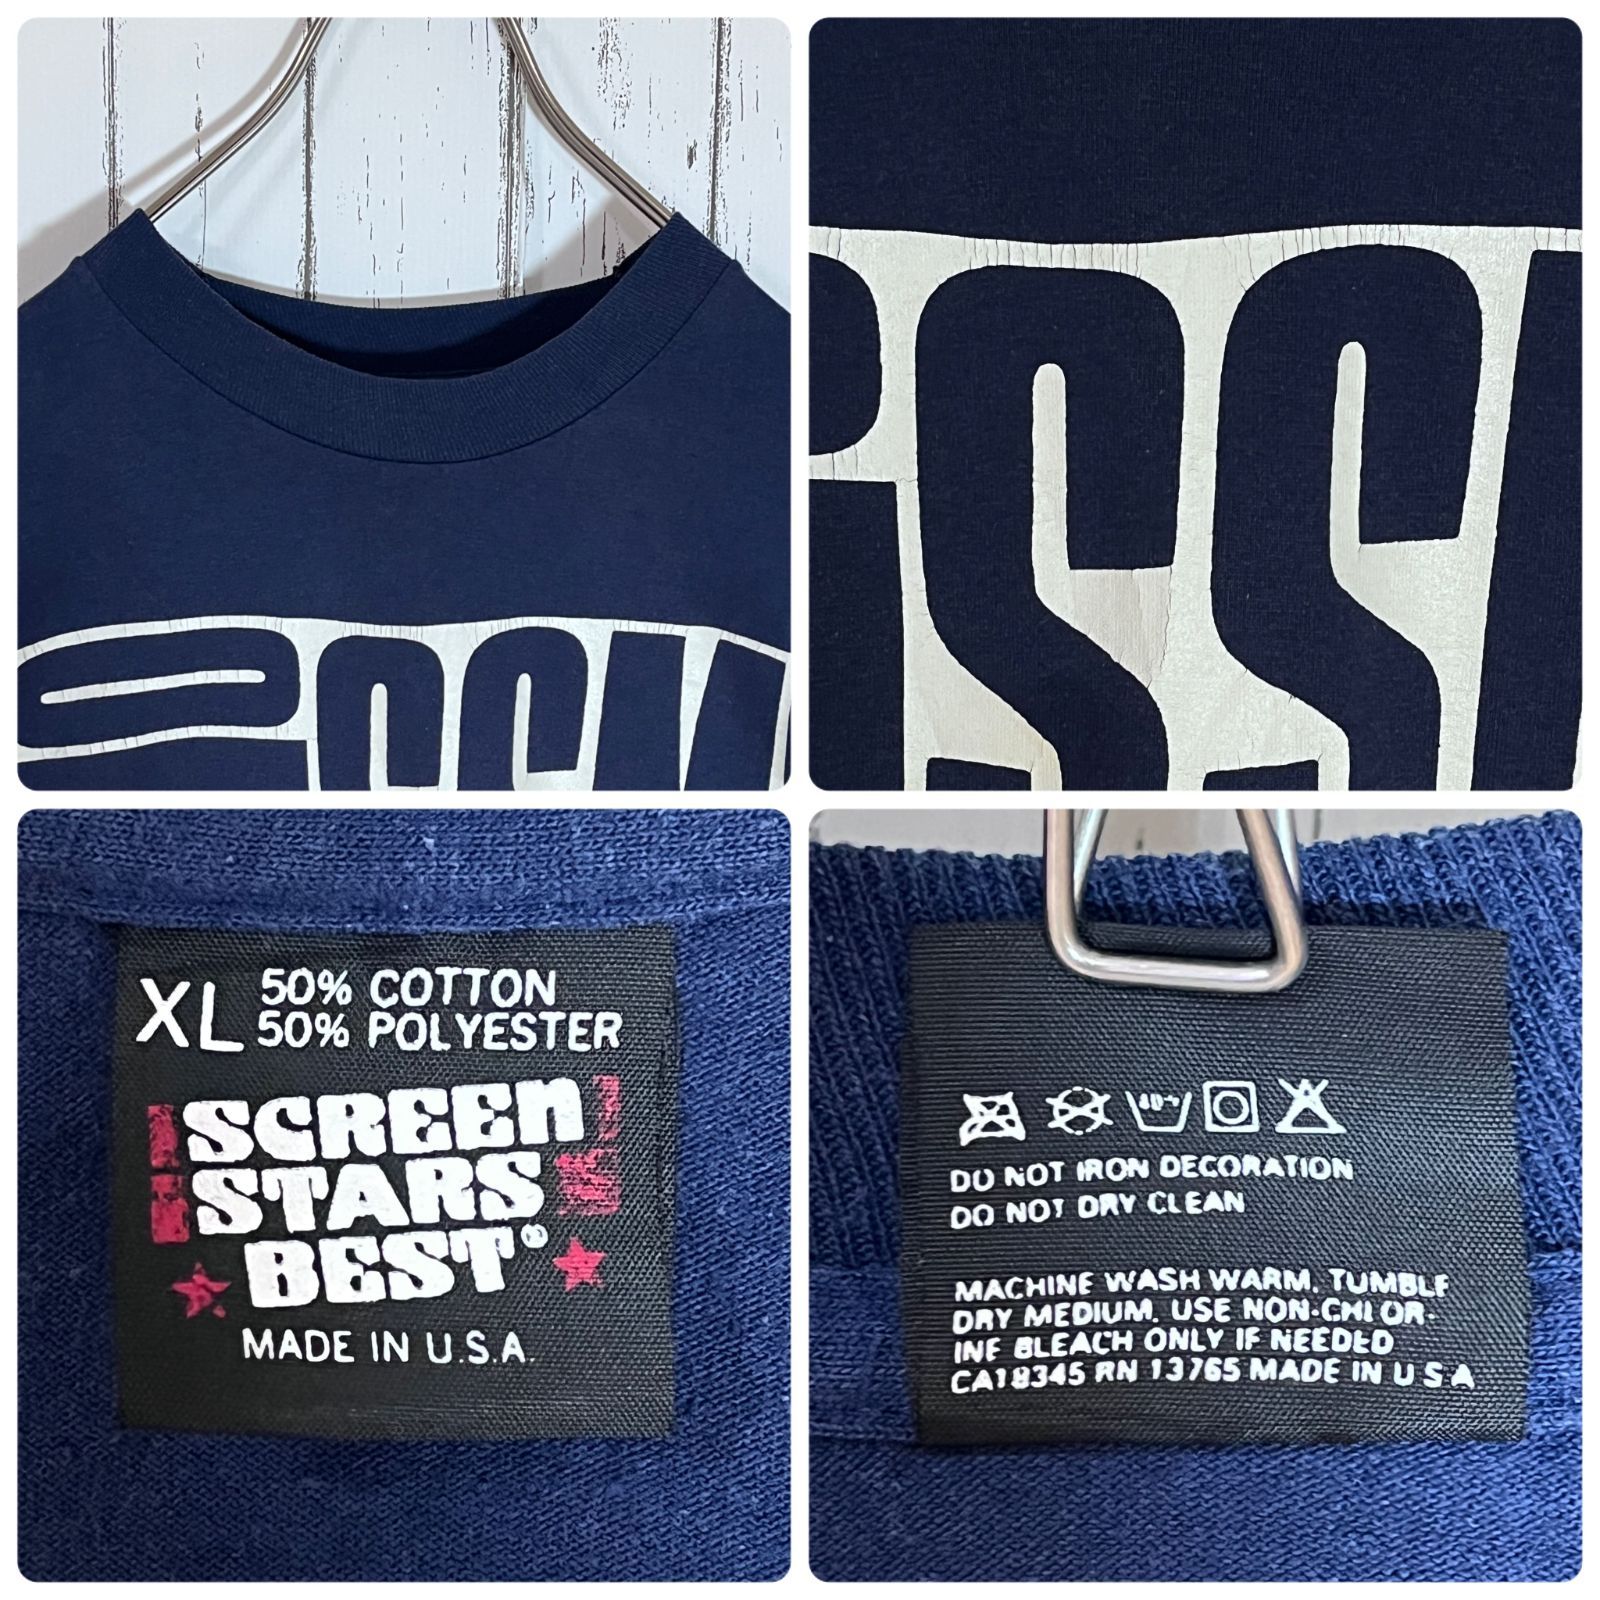 SS
XL 50% COTTON
50% POLYESTER
SCREEN
STARS
BEST®
MADE IN U.S.A.
DO NOT IRON DECORATION
DO NOT DRY CLEAN
MACHINE WASH WARM. TUMBLE
DRY MEDIUM. USE NON-CHLOR-
INE BLEACH ONLY IF NEEDED
CA18345 RN 13765 MADE IN U S A